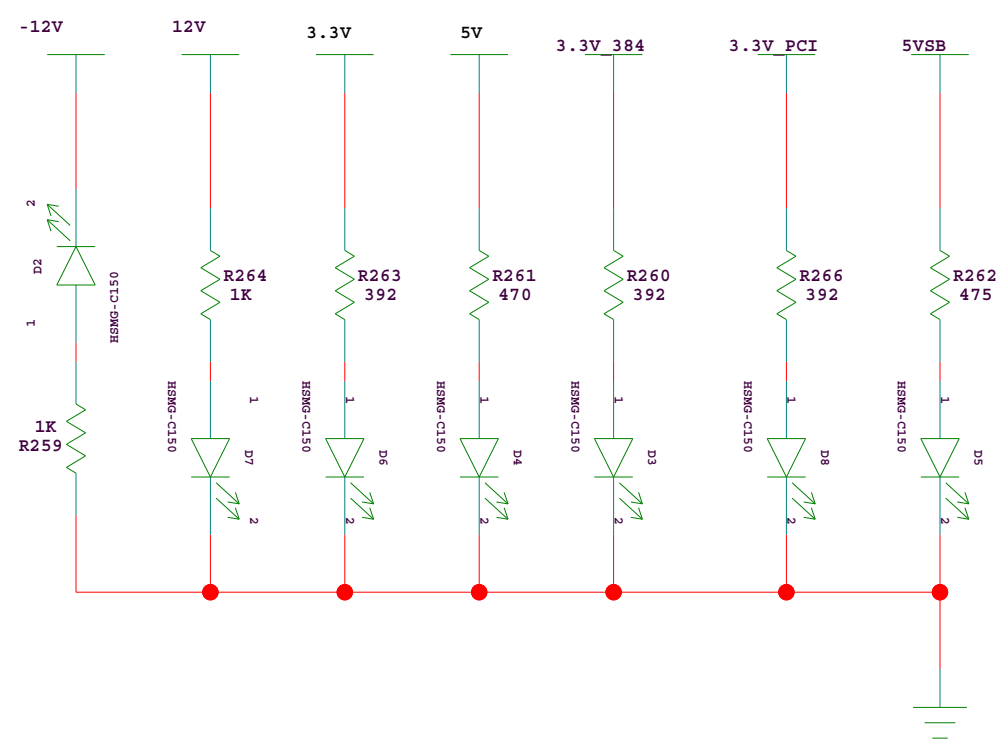 -12V
12V
3.3V
5V
3.3V_384
3.3V_PCI
5VSB
2
D2
1
HSMG-C150
1K
R259
R264
1K
HSMG-C150
1
D7
2
R263
392
HSMG-C150
1
D6
2
R261
470
HSMG-C150
1
D4
2
R260
392
HSMG-C150
1
D3
2
R266
392
HSMG-C150
1
D8
2
R262
475
HSMG-C150
1
D5
2